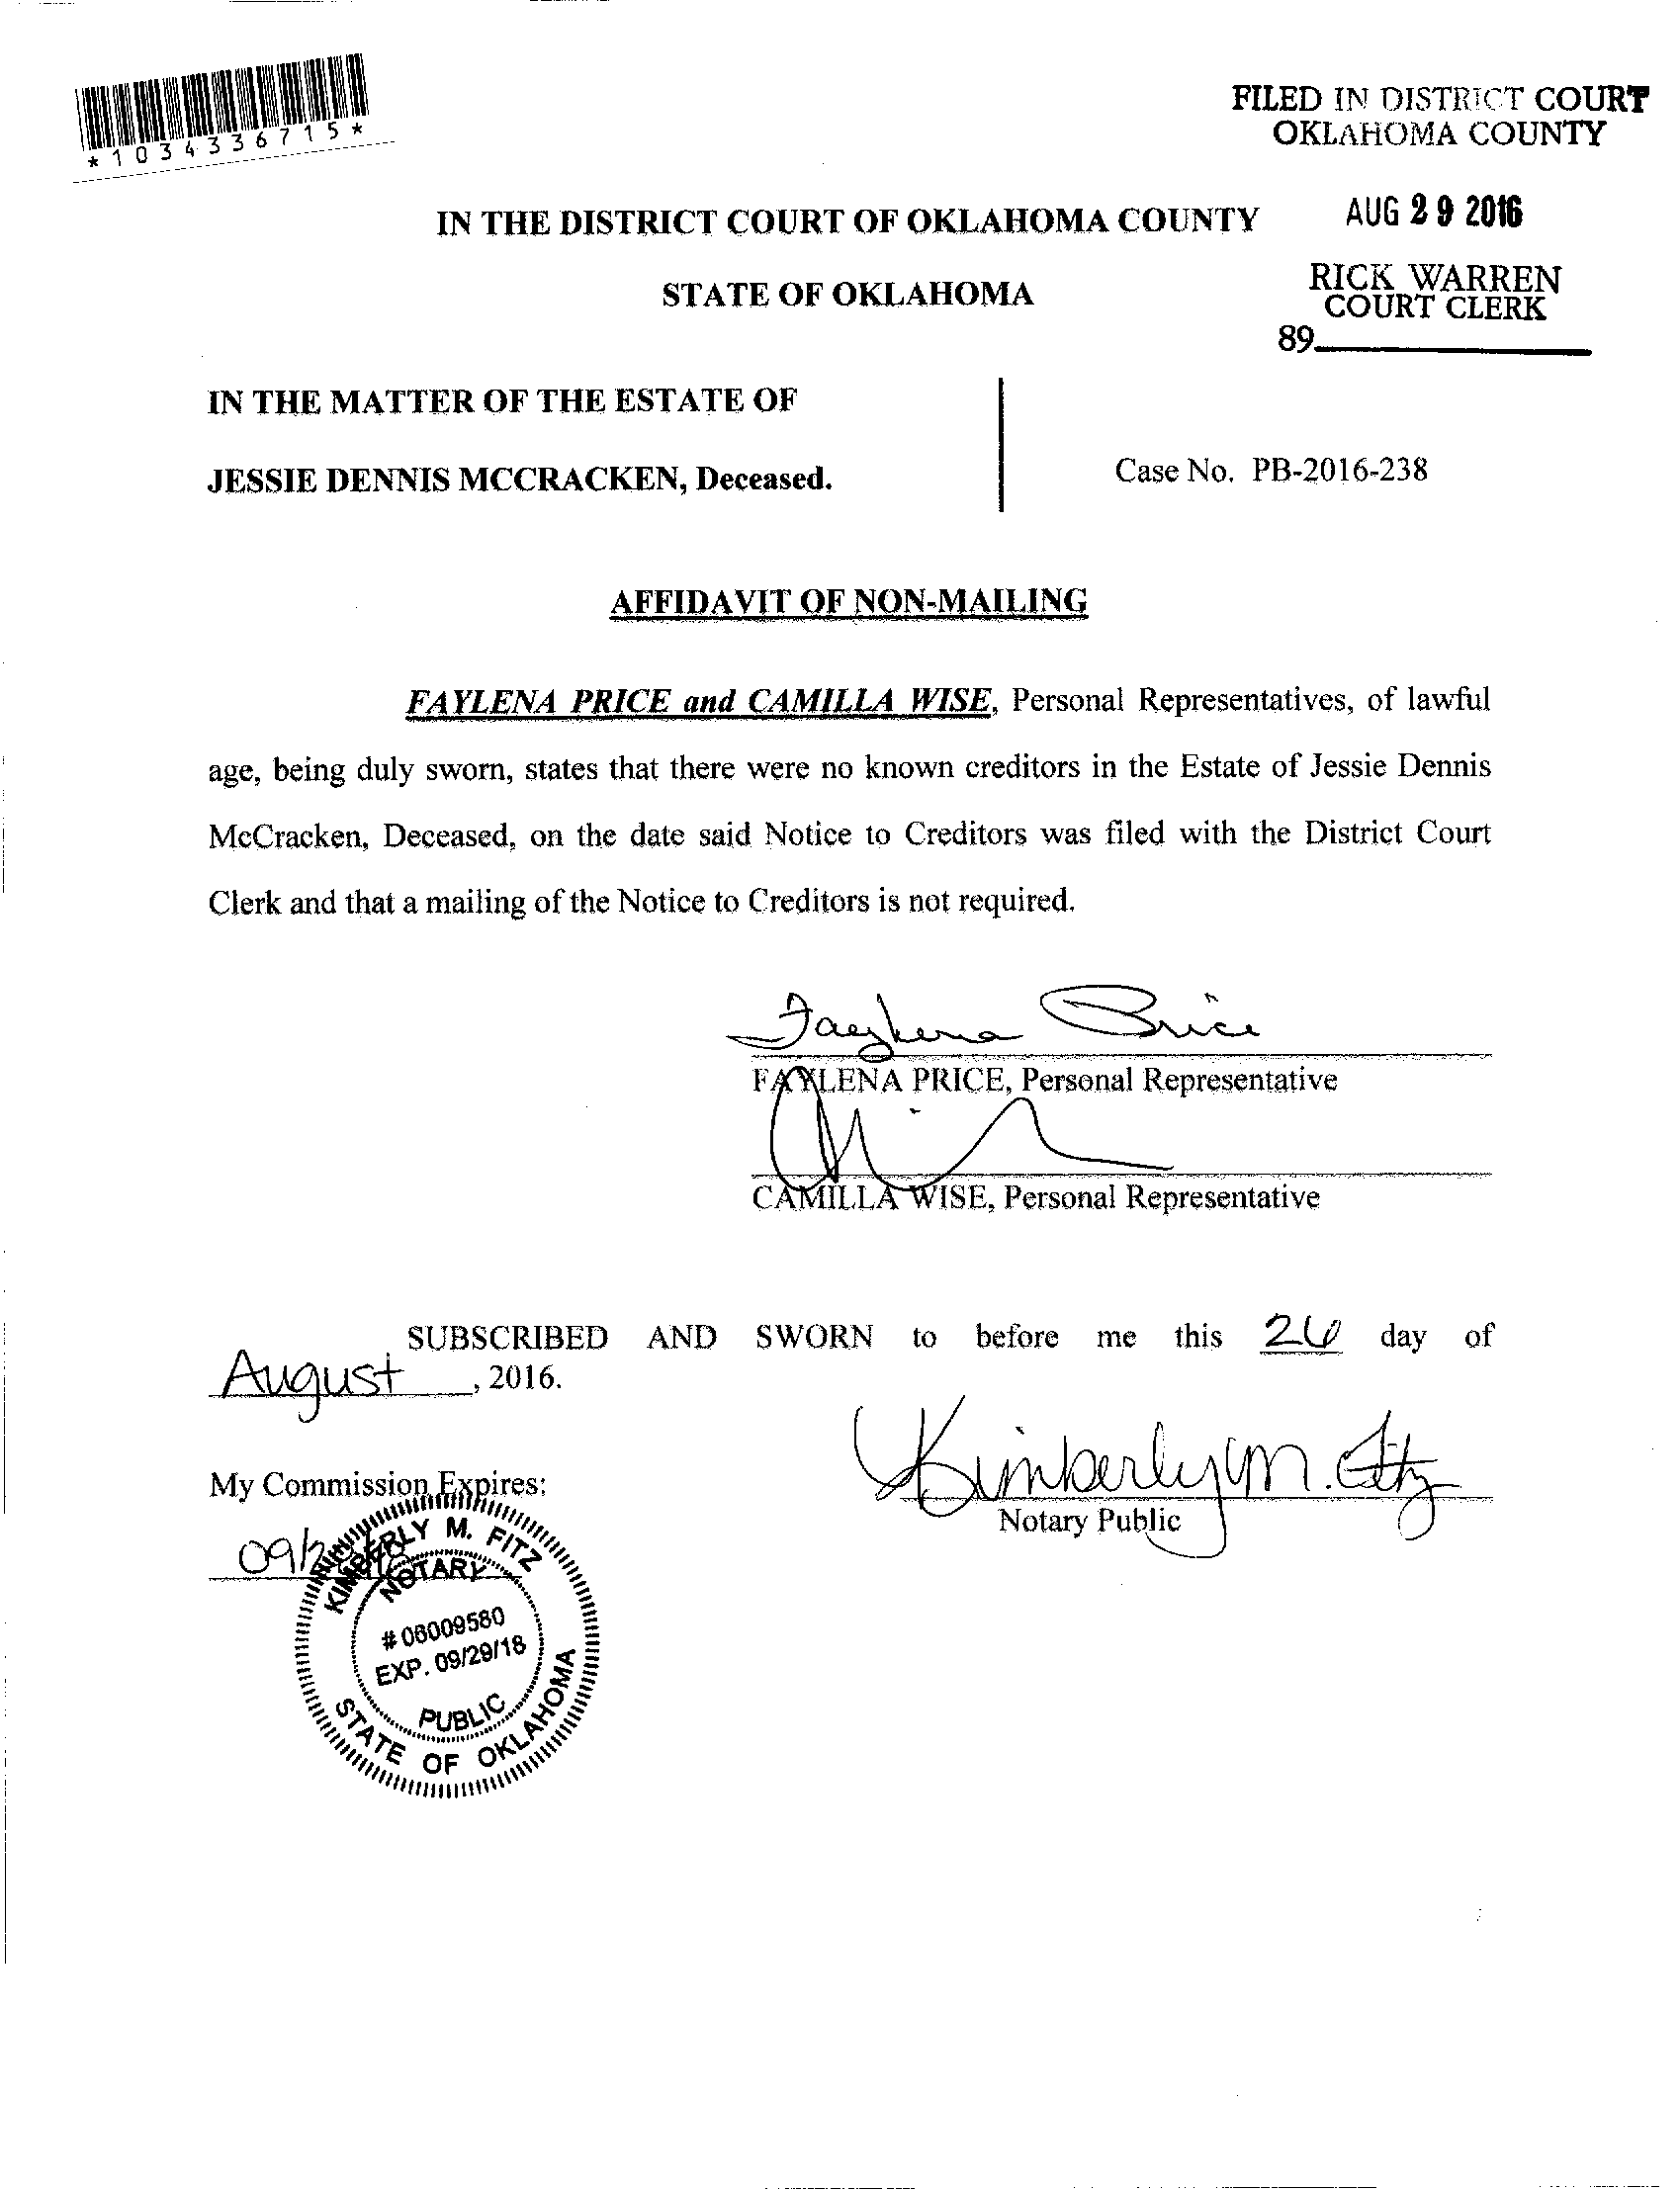 *1034336715*
FILED IN DISTRICT COURT
OKLAHOMA COUNTY
AUG 29 2016
RICK WARREN
COURT CLERK
89
IN THE DISTRICT COURT OF OKLAHOMA COUNTY
STATE OF OKLAHOMA
IN THE MATTER OF THE ESTATE OF
JESSIE DENNIS MCCRACKEN, Deceased.
Case No. PB-2016-238
AFFIDAVIT OF NON-MAILING
FAYLENA PRICE and CAMILLA WISE, Personal Representatives, of lawful
age, being duly sworn, states that there were no known creditors in the Estate of Jessie Dennis
McCracken, Deceased, on the date said Notice to Creditors was filed with the District Court
Clerk and that a mailing of the Notice to Creditors is not required.
Faylena Price
FAYLENA PRICE, Personal Representative
CAMILLA WISE, Personal Representative
SUBSCRIBED AND SWORN to before me this 26 day of
August, 2016.
Kimberly M. Fitz
Notary Public
My Commission Expires:
KIMBERLY M. FITZ
NOTARY
# 06009580
EXP. 09/29/18
PUBLIC
STATE OF OKLAHOMA